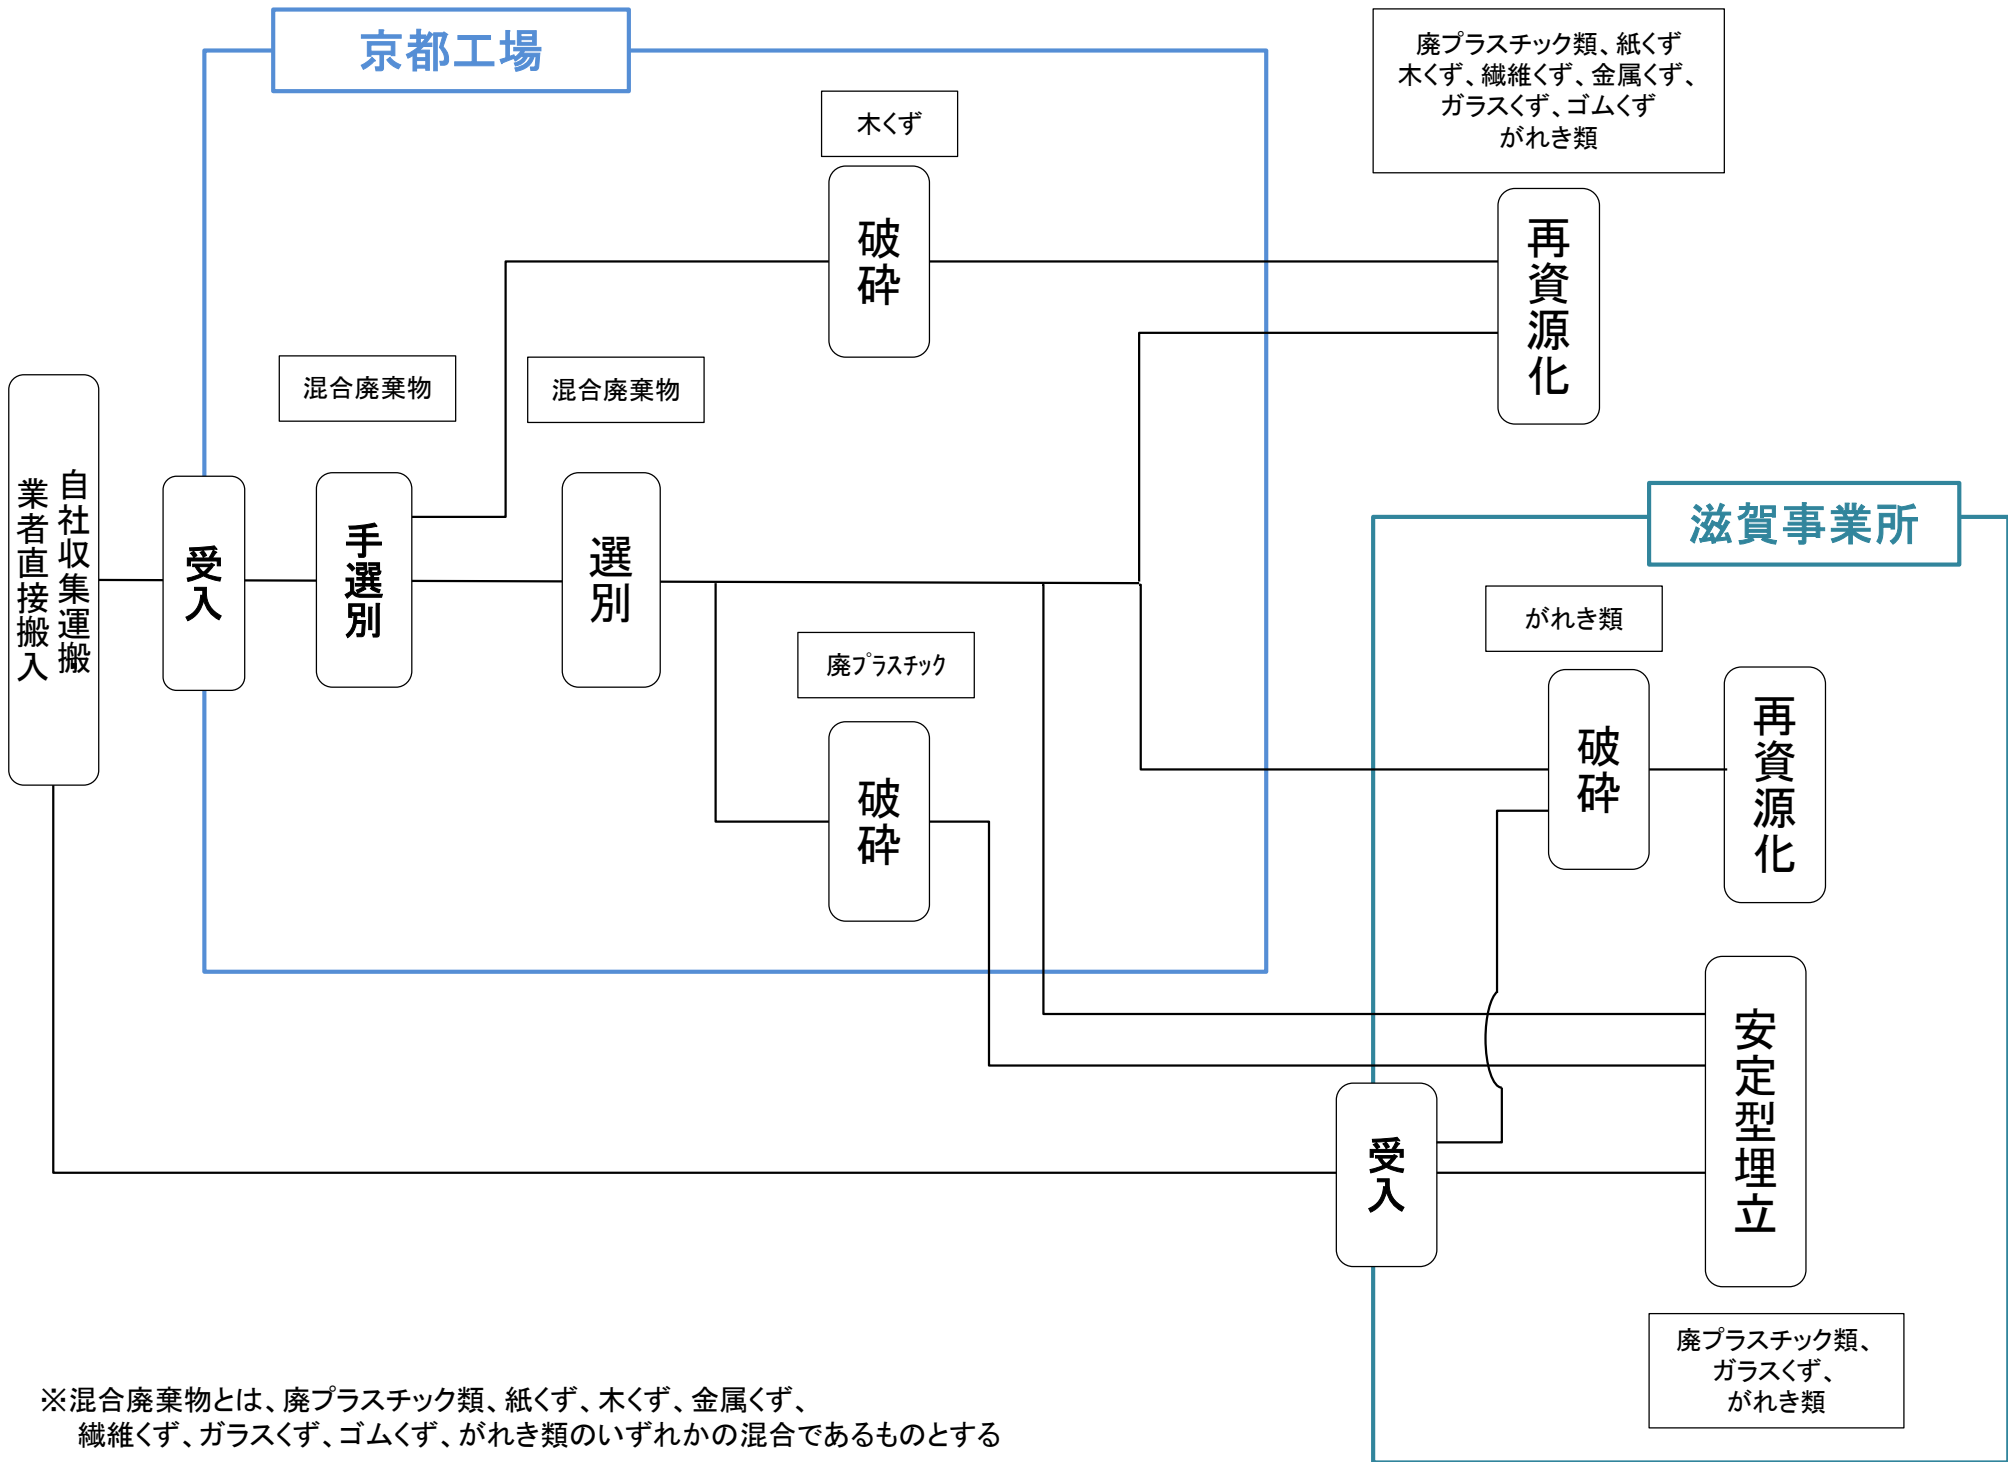 京都工場
廃プラスチック類、紙くず
木くず、繊維くず、金属くず、
ガラスくず、ゴムくず
がれき類
木くず
破砕
再資源化
混合廃棄物
混合廃棄物
自社収集運搬
業者直接搬入
受入
手選別
選別
滋賀事業所
がれき類
廃プラスチック
破砕
破砕
再資源化
安定型埋立
受入
廃プラスチック類、
ガラスくず、
がれき類
※混合廃棄物とは、廃プラスチック類、紙くず、木くず、金属くず、
繊維くず、ガラスくず、ゴムくず、がれき類のいずれかの混合であるものとする